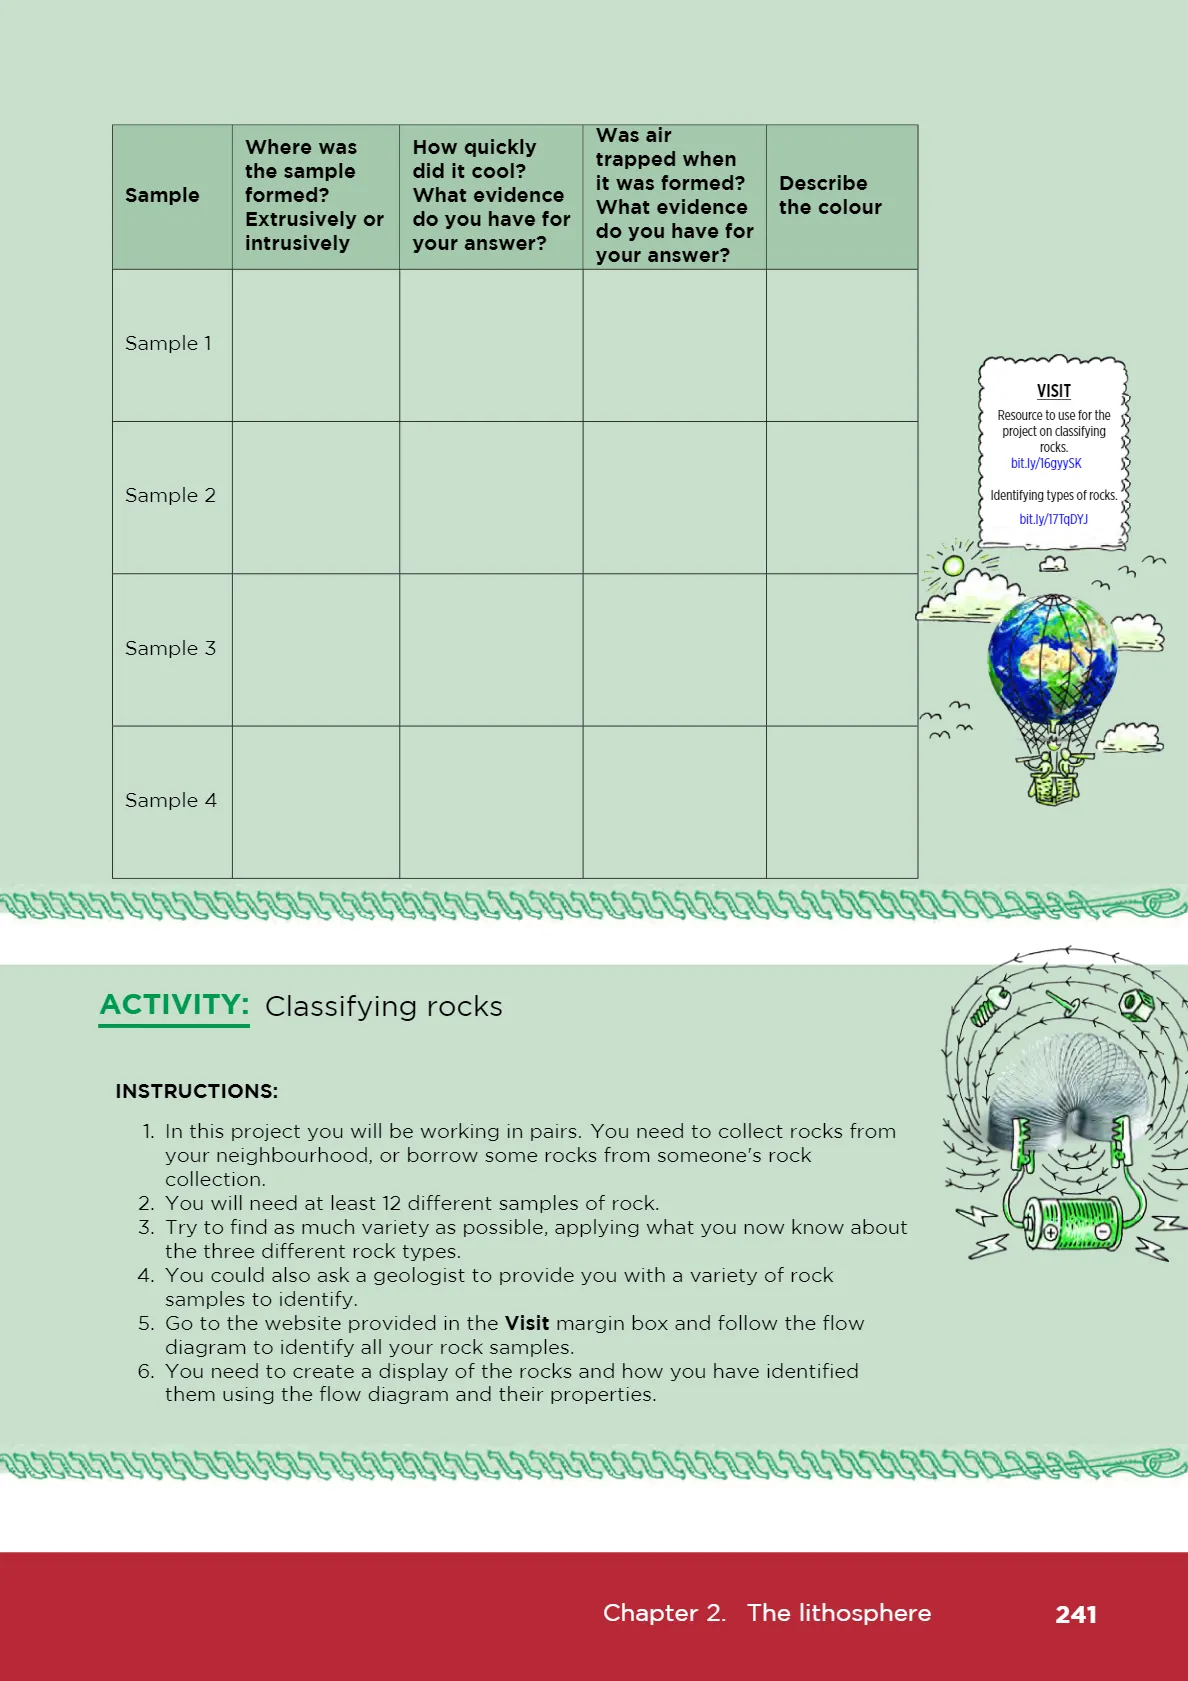 Sample
Where was
the sample
formed?
Extrusively or
intrusively
How quickly
did it cool?
What evidence
do you have for
your answer?
Was air
trapped when
it was formed?
What evidence
do you have for
your answer?
Describe
the colour
Sample 1
Sample 2
Sample 3
Sample 4
VISIT
Resource to use for the
project on classifying
rocks.
bit.ly/16gyySK
Identifying types of rocks.
bit.ly/17TqDYJ
ACTIVITY: Classifying rocks
INSTRUCTIONS:
1. In this project you will be working in pairs. You need to collect rocks from
your neighbourhood, or borrow some rocks from someone's rock
collection.
2. You will need at least 12 different samples of rock.
3. Try to find as much variety as possible, applying what you now know about
the three different rock types.
4. You could also ask a geologist to provide you with a variety of rock
samples to identify.
5. Go to the website provided in the Visit margin box and follow the flow
diagram to identify all your rock samples.
6. You need to create a display of the rocks and how you have identified
them using the flow diagram and their properties.
Chapter 2. The lithosphere 241